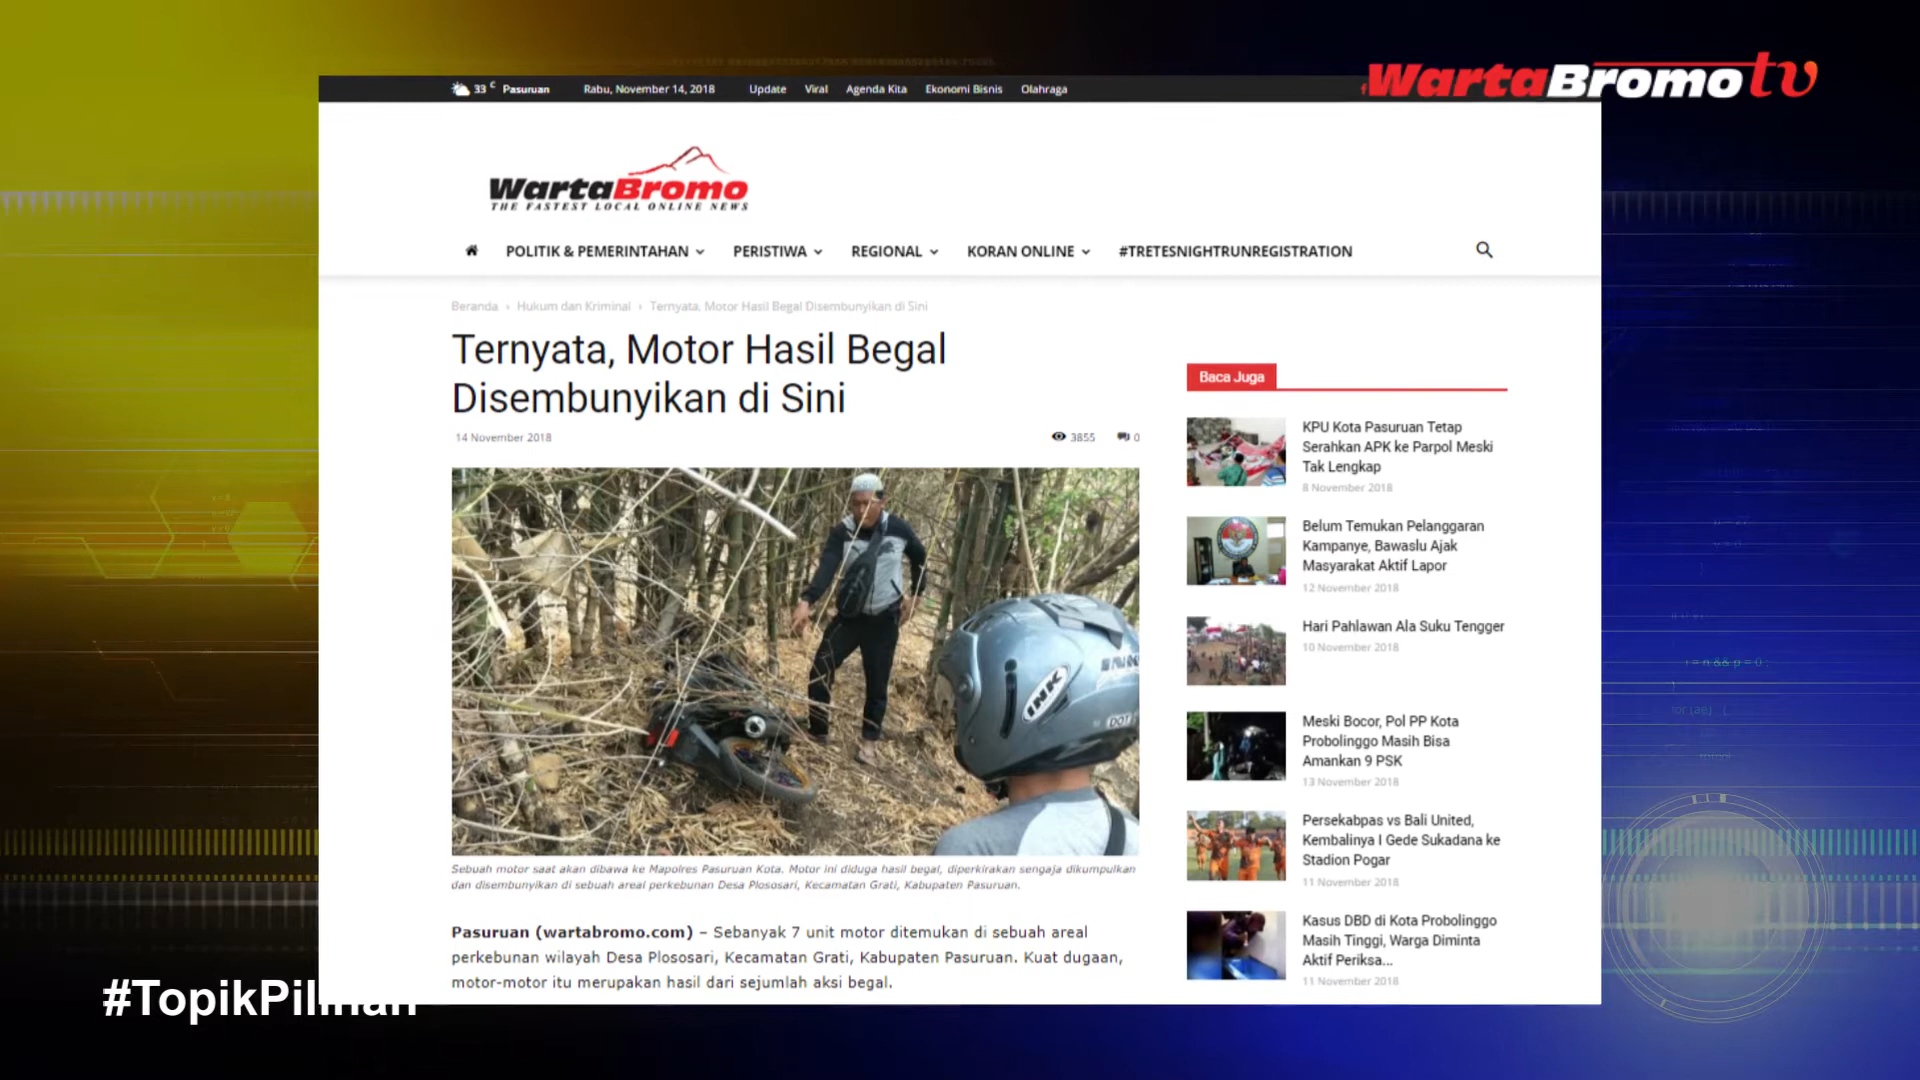 WartaBromo tv
33 C Pasuruan Rabu, November 14, 2018 Update Viral Agenda Kita Ekonomi Bisnis Olahraga
WartaBromo
THE FASTEST LOCAL ONLINE NEWS
POLITIK & PEMERINTAHAN PERISTIWA REGIONAL KORAN ONLINE #TRETESNIGHTRUNREGISTRATION
Beranda › Hukum dan Kriminal › Ternyata, Motor Hasil Begal Disembunyikan di Sini
Ternyata, Motor Hasil Begal
Disembunyikan di Sini
14 November 2018 3855 0
INK
DOT
Sebuah motor saat akan dibawa ke Mapolres Pasuruan Kota. Motor ini diduga hasil begal, diperkirakan sengaja dikumpulkan
dan disembunyikan di sebuah areal perkebunan Desa Plososari, Kecamatan Grati, Kabupaten Pasuruan.
Pasuruan (wartabromo.com) – Sebanyak 7 unit motor ditemukan di sebuah areal
perkebunan wilayah Desa Plososari, Kecamatan Grati, Kabupaten Pasuruan. Kuat dugaan,
motor-motor itu merupakan hasil dari sejumlah aksi begal.
Baca Juga
KPU Kota Pasuruan Tetap
Serahkan APK ke Parpol Meski
Tak Lengkap
8 November 2018
Belum Temukan Pelanggaran
Kampanye, Bawaslu Ajak
Masyarakat Aktif Lapor
12 November 2018
Hari Pahlawan Ala Suku Tengger
10 November 2018
Meski Bocor, Pol PP Kota
Probolinggo Masih Bisa
Amankan 9 PSK
13 November 2018
Persekabpas vs Bali United,
Kembalinya I Gede Sukadana ke
Stadion Pogar
11 November 2018
Kasus DBD di Kota Probolinggo
Masih Tinggi, Warga Diminta
Aktif Periksa...
11 November 2018
#TopikPilihan